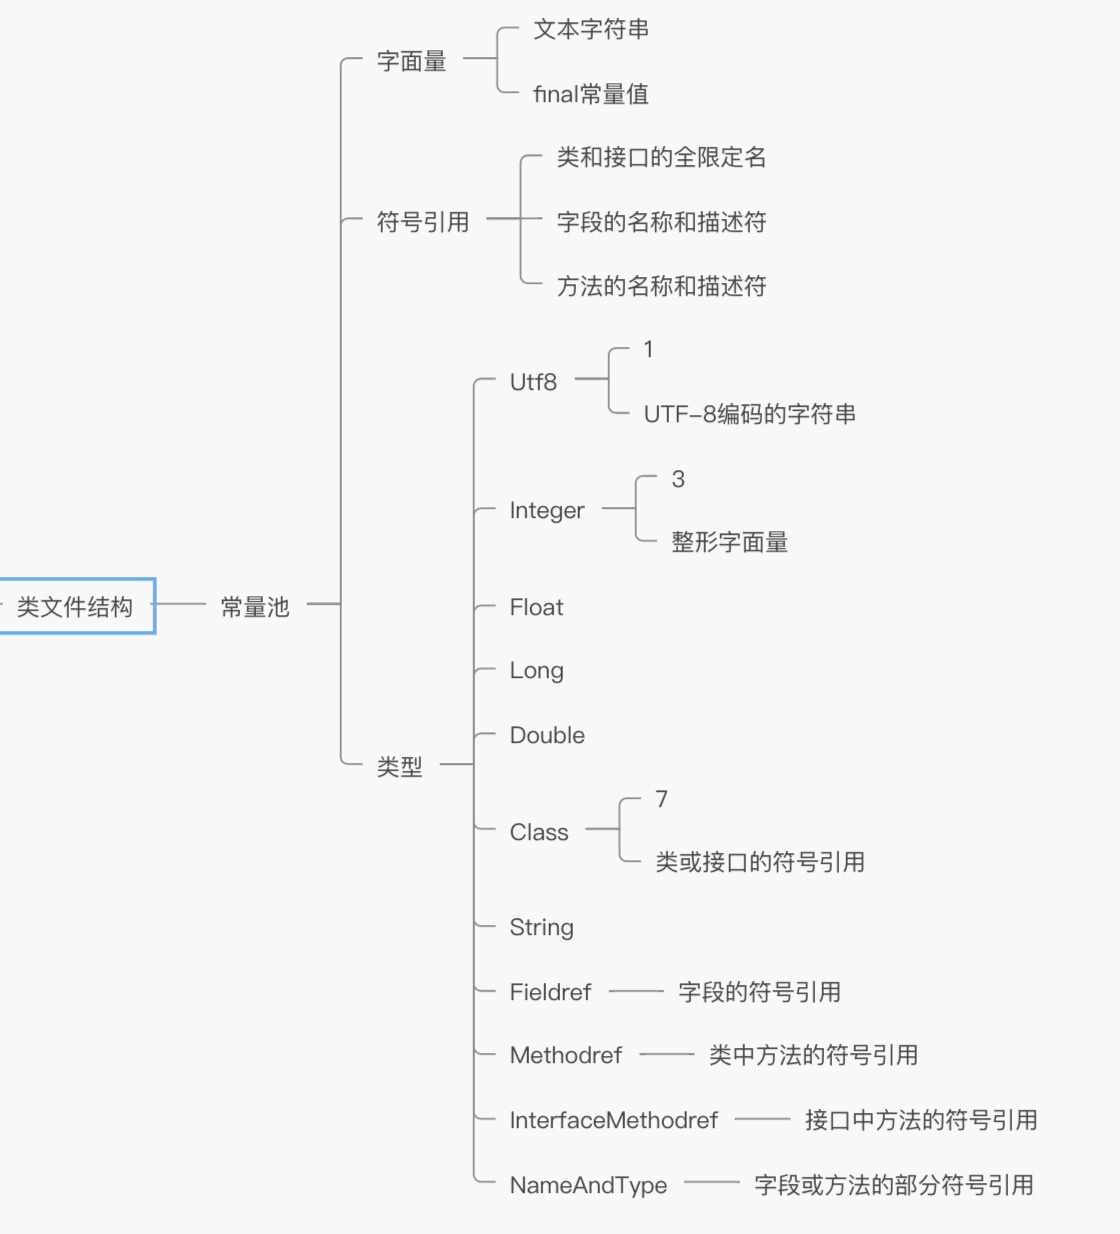 文本字符串
字面量
final常量值
类和接口的全限定名
符号引用
字段的名称和描述符
方法的名称和描述符
1
Utf8
UTF-8编码的字符串
3
Integer
整形字面量
类文件结构
常量池
Float
Long
Double
类型
7
Class
类或接口的符号引用
String
Fieldref
字段的符号引用
Methodref
类中方法的符号引用
InterfaceMethodref
接口中方法的符号引用
NameAndType
字段或方法的部分符号引用